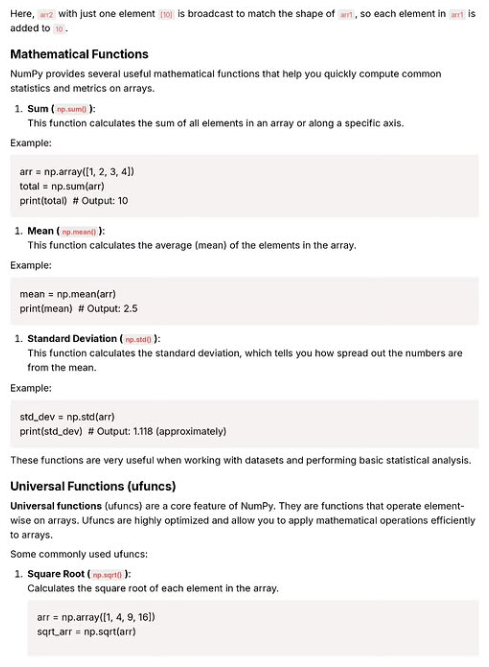 Here, arr2 with just one element [10] is broadcast to match the shape of arr1 , so each element in arr1 is
added to 10 .
Mathematical Functions
NumPy provides several useful mathematical functions that help you quickly compute common
statistics and metrics on arrays.
1. Sum ( np.sum() ):
This function calculates the sum of all elements in an array or along a specific axis.
Example:
arr = np.array([1, 2, 3, 4])
total = np.sum(arr)
print(total) # Output: 10
1. Mean ( np.mean() ):
This function calculates the average (mean) of the elements in the array.
Example:
mean = np.mean(arr)
print(mean) # Output: 2.5
1. Standard Deviation ( np.std() ):
This function calculates the standard deviation, which tells you how spread out the numbers are
from the mean.
Example:
std_dev = np.std(arr)
print(std_dev) # Output: 1.118 (approximately)
These functions are very useful when working with datasets and performing basic statistical analysis.
Universal Functions (ufuncs)
Universal functions (ufuncs) are a core feature of NumPy. They are functions that operate element-
wise on arrays. Ufuncs are highly optimized and allow you to apply mathematical operations efficiently
to arrays.
Some commonly used ufuncs:
1. Square Root ( np.sqrt() ):
Calculates the square root of each element in the array.
arr = np.array([1, 4, 9, 16])
sqrt_arr = np.sqrt(arr)